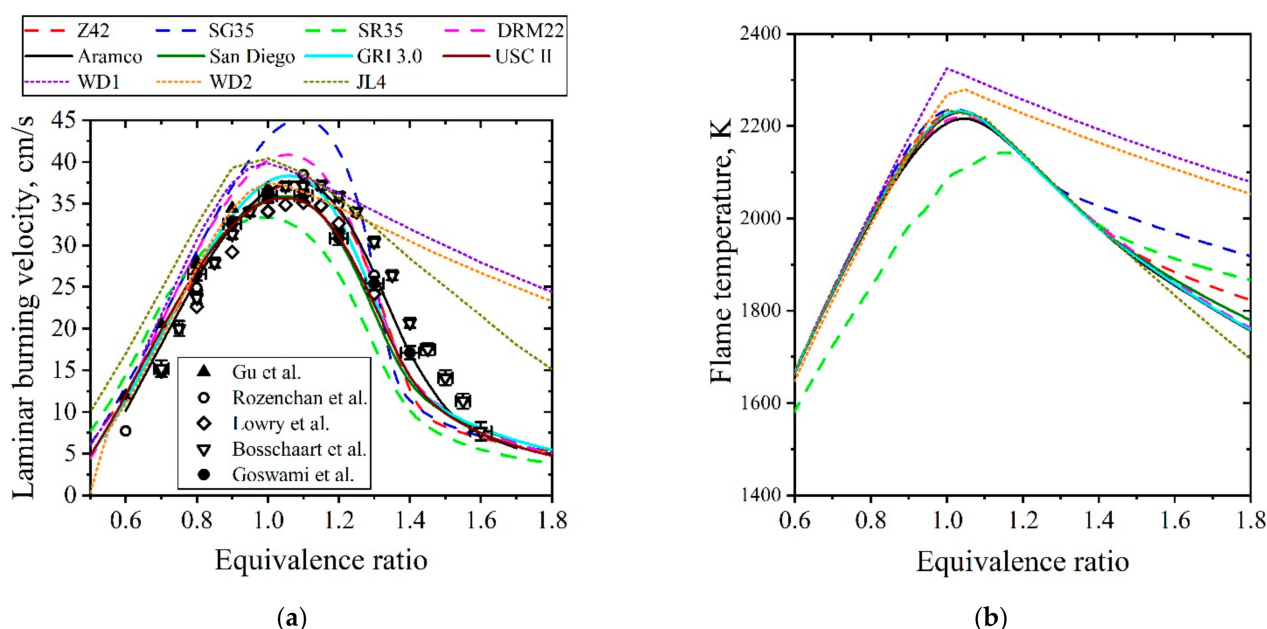 Z42 SG35 SR35 DRM22
Aramco San Diego GRI 3.0 USC II
WD1 WD2 JL4
Laminar burning velocity, cm/s
45
40
35
30
25
20
15
10
5
0
Gu et al.
Rozenchan et al.
Lowry et al.
Bosschaart et al.
Goswami et al.
0.6 0.8 1.0 1.2 1.4 1.6 1.8
Equivalence ratio
(a)
Flame temperature, K
2400
2200
2000
1800
1600
1400
0.6 0.8 1.0 1.2 1.4 1.6 1.8
Equivalence ratio
(b)